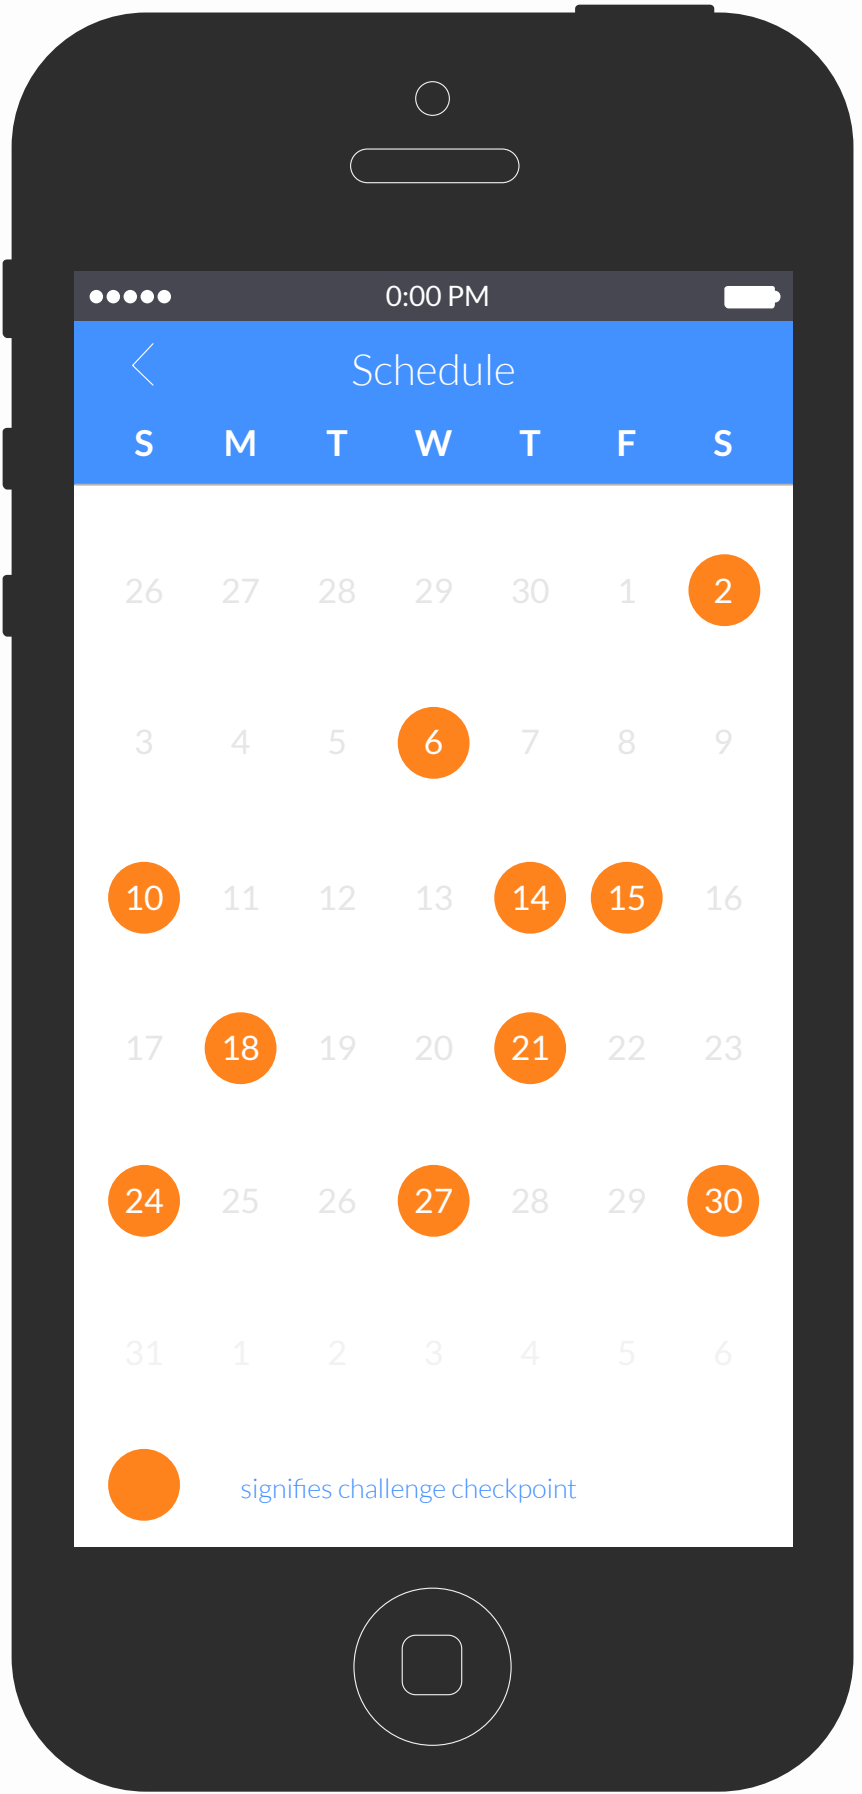 0:00 PM
Schedule
S M T W T F S
26 27 28 29 30 1 2
3 4 5 6 7 8 9
10 11 12 13 14 15 16
17 18 19 20 21 22 23
24 25 26 27 28 29 30
31 1 2 3 4 5 6
signifies challenge checkpoint